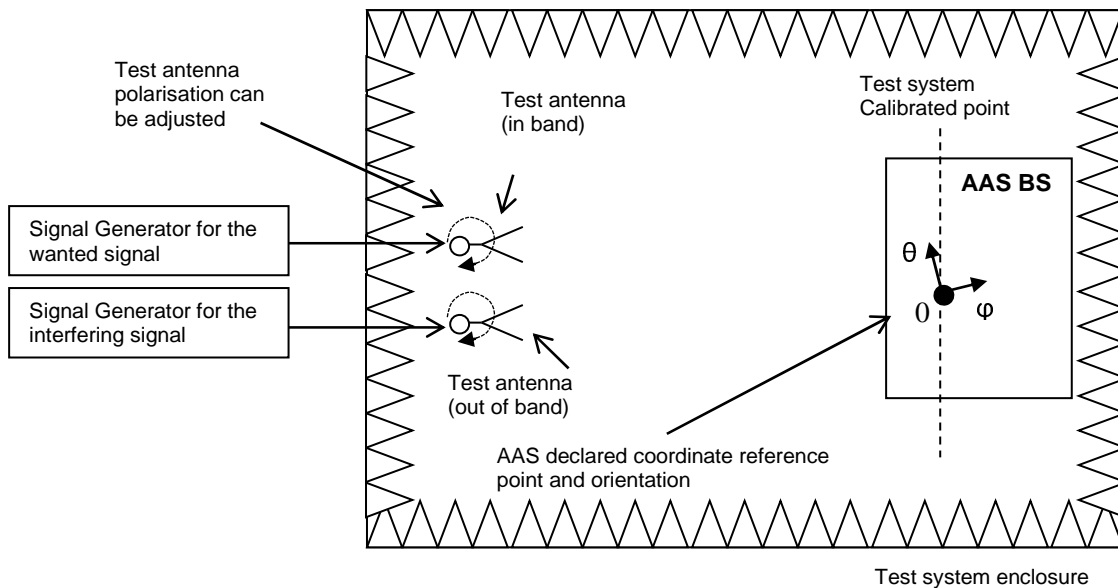 Test antenna
polarisation can
be adjusted
Test antenna
(in band)
Test system
Calibrated point
AAS BS
Signal Generator for the
wanted signal
θ
0
φ
Signal Generator for the
interfering signal
Test antenna
(out of band)
AAS declared coordinate reference
point and orientation
Test system enclosure